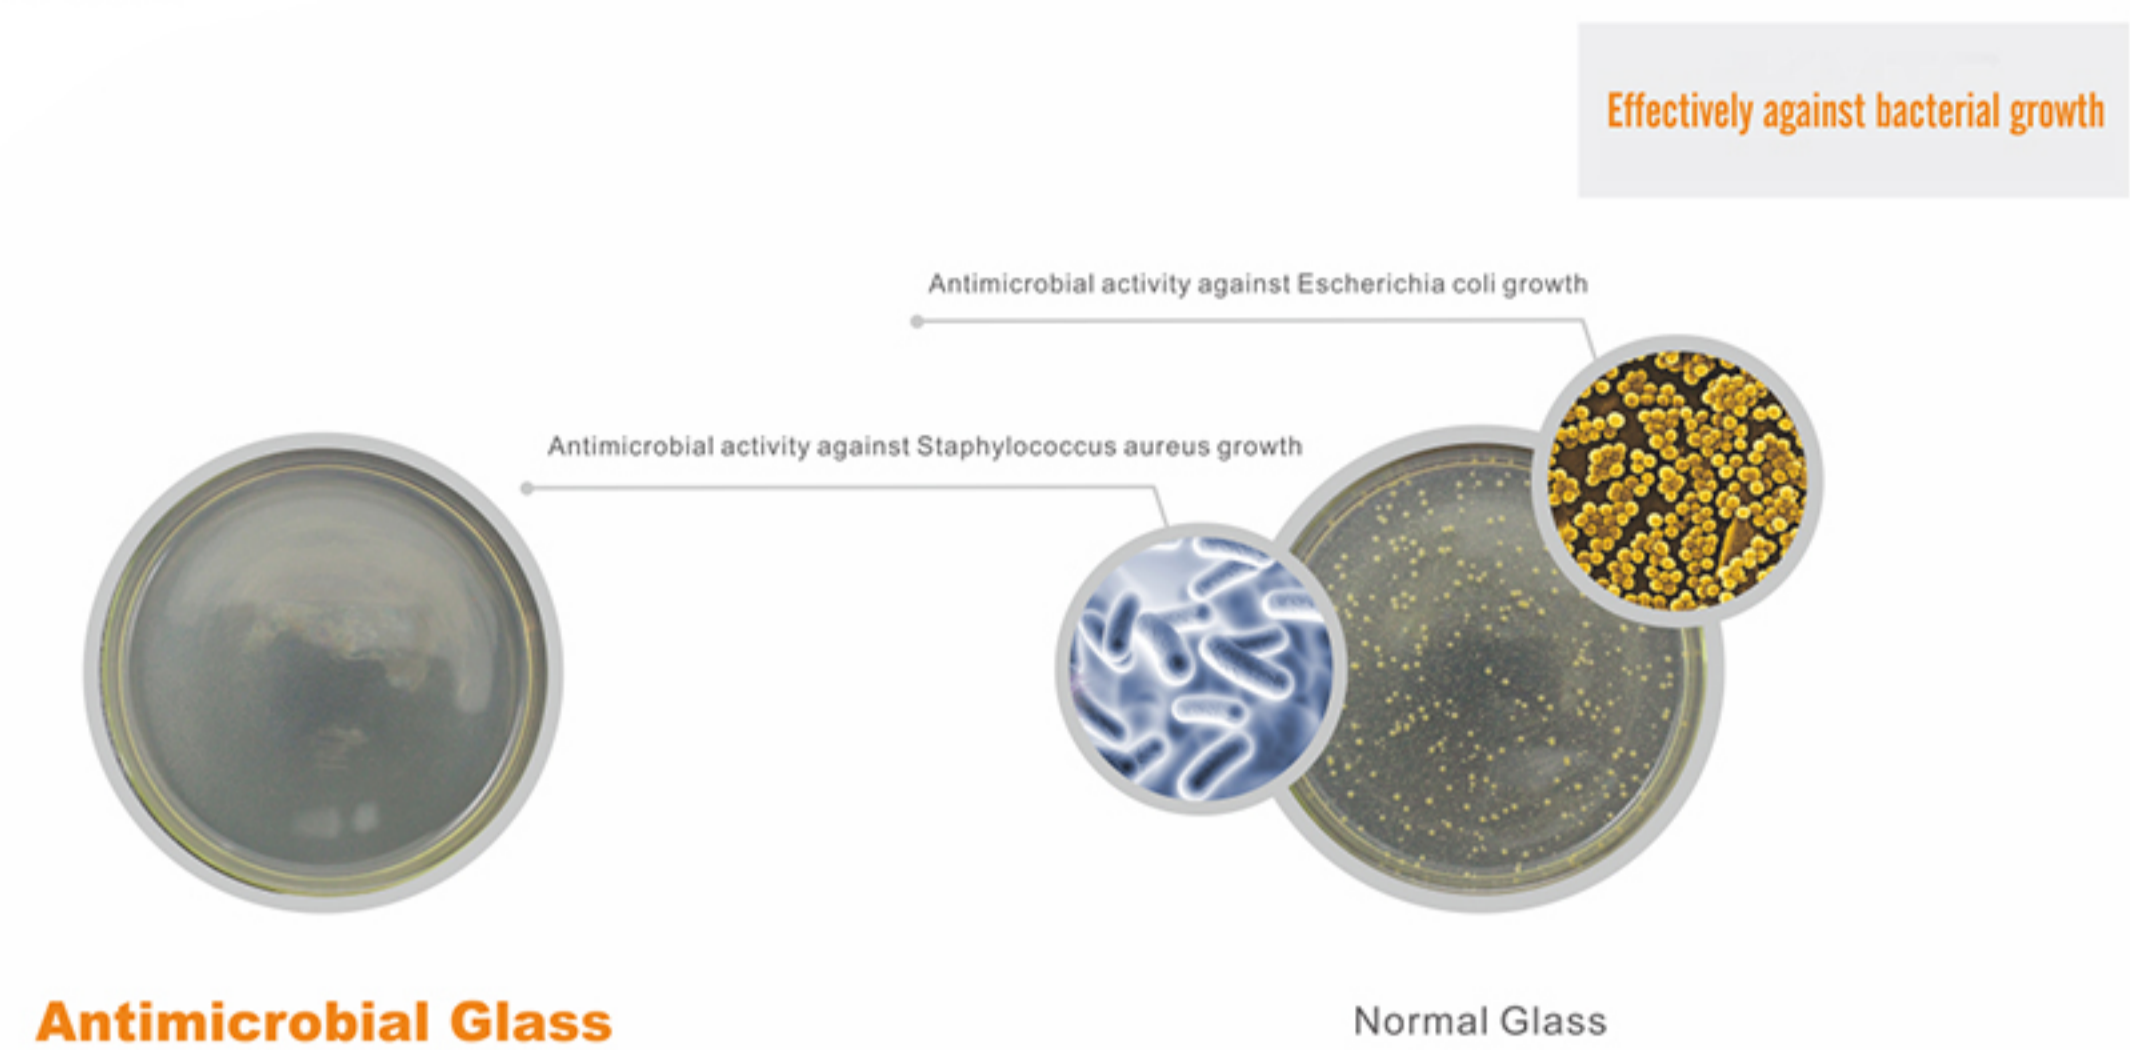 Effectively against bacterial growth
Antimicrobial activity against Escherichia coli growth
Antimicrobial activity against Staphylococcus aureus growth
Antimicrobial Glass
Normal Glass